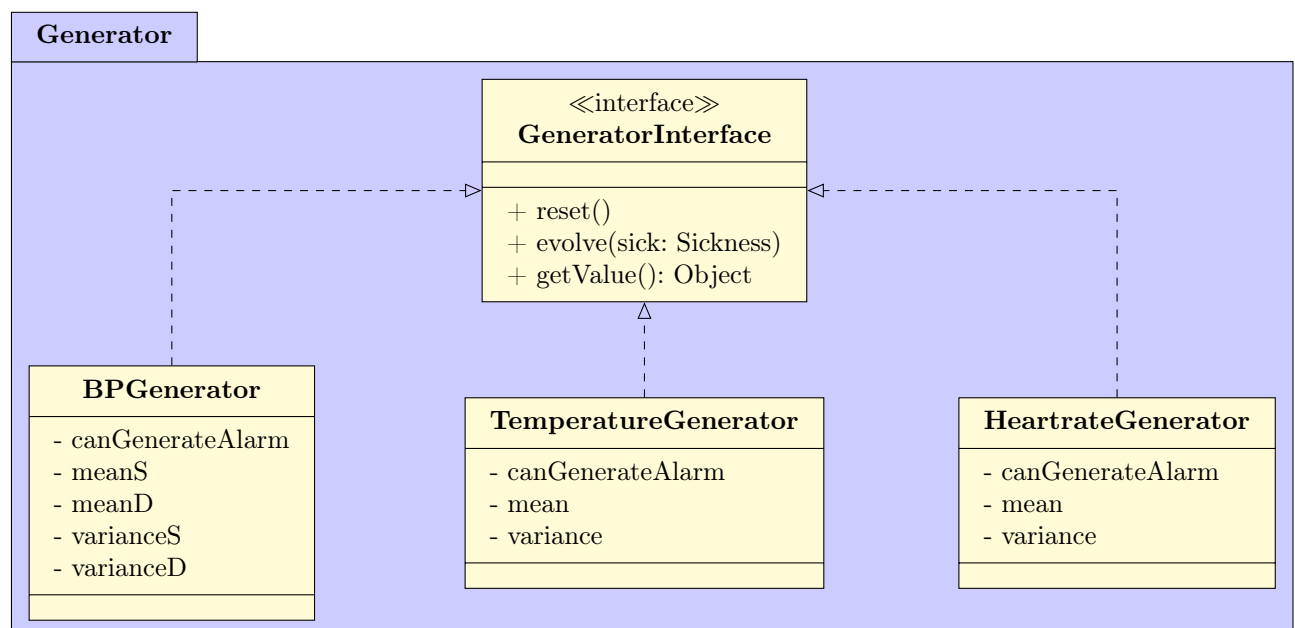 Generator
≪interface≫
GeneratorInterface
+ reset()
+ evolve(sick: Sickness)
+ getValue(): Object
BPGenerator
- canGenerateAlarm
- meanS
- meanD
- varianceS
- varianceD
TemperatureGenerator
- canGenerateAlarm
- mean
- variance
HeartrateGenerator
- canGenerateAlarm
- mean
- variance